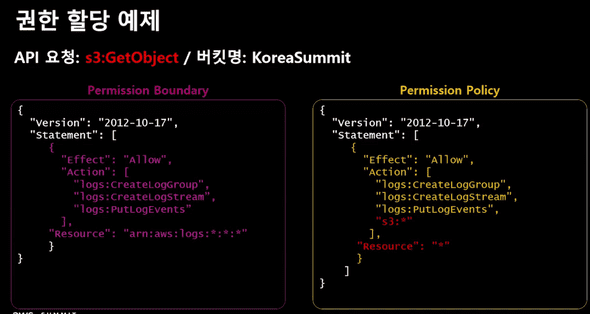 권한 할당 예제
API 요청: s3:GetObject / 버킷명: KoreaSummit
Permission Boundary
{
"Version": "2012-10-17",
"Statement": [
{
"Effect": "Allow",
"Action": [
"logs:CreateLogGroup",
"logs:CreateLogStream",
"logs:PutLogEvents"
],
"Resource": "arn:aws:logs:*:*:*"
}
}
Permission Policy
{
"Version": "2012-10-17",
"Statement": [
{
"Effect": "Allow",
"Action": [
"logs:CreateLogGroup",
"logs:CreateLogStream",
"logs:PutLogEvents",
"s3:*"
],
"Resource": "*"
}
]
}